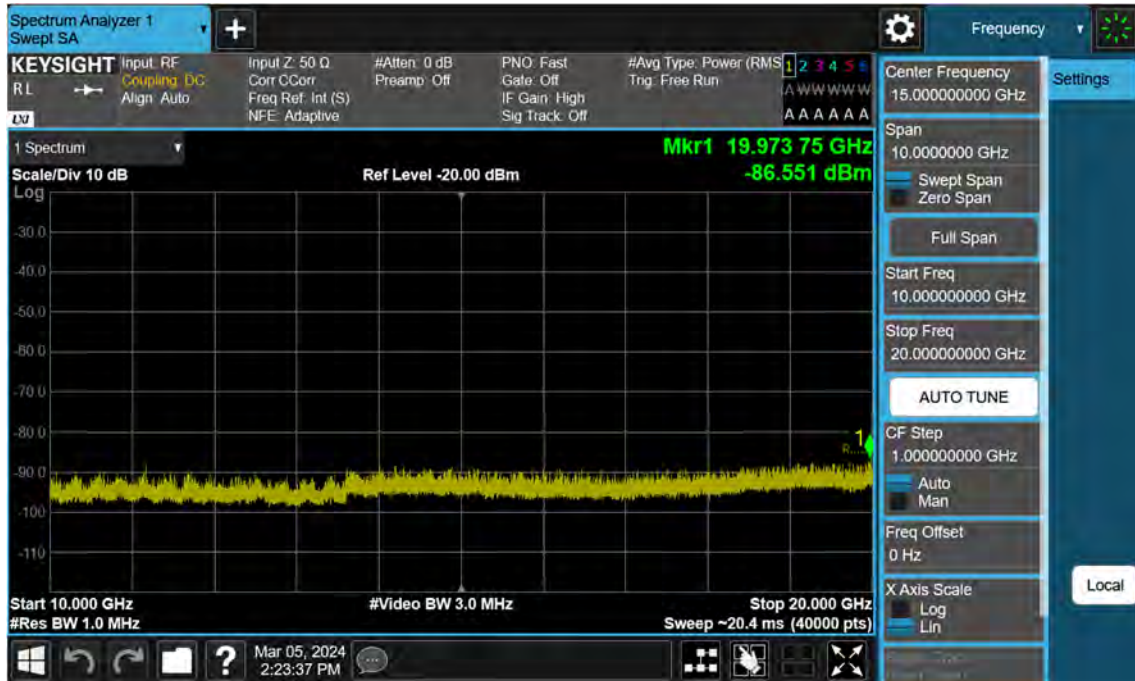 Spectrum Analyzer 1
Swept SA
Frequency
KEYSIGHT
RL
LXI
Input: RF
Coupling: DC
Align: Auto
Input Z: 50 Ω
Corr CCorr
Freq Ref: Int (S)
NFE: Adaptive
#Atten: 0 dB
Preamp: Off
PNO: Fast
Gate: Off
IF Gain: High
Sig Track: Off
#Avg Type: Power (RMS
Trig: Free Run
1 2 3 4 5 6
A W W W W W
A A A A A A
1 Spectrum
Mkr1 19.973 75 GHz
-86.551 dBm
Scale/Div 10 dB
Ref Level -20.00 dBm
Log
-30.0
-40.0
-50.0
-60.0
-70.0
-80.0
-90.0
-100
-110
1
Start 10.000 GHz
#Video BW 3.0 MHz
Stop 20.000 GHz
#Res BW 1.0 MHz
Sweep ~20.4 ms (40000 pts)
?
Mar 05, 2024
2:23:37 PM
Center Frequency
15.000000000 GHz
Settings
Span
10.0000000 GHz
Swept Span
Zero Span
Full Span
Start Freq
10.000000000 GHz
Stop Freq
20.000000000 GHz
AUTO TUNE
CF Step
1.000000000 GHz
Auto
Man
Freq Offset
0 Hz
X Axis Scale
Log
Lin
Local